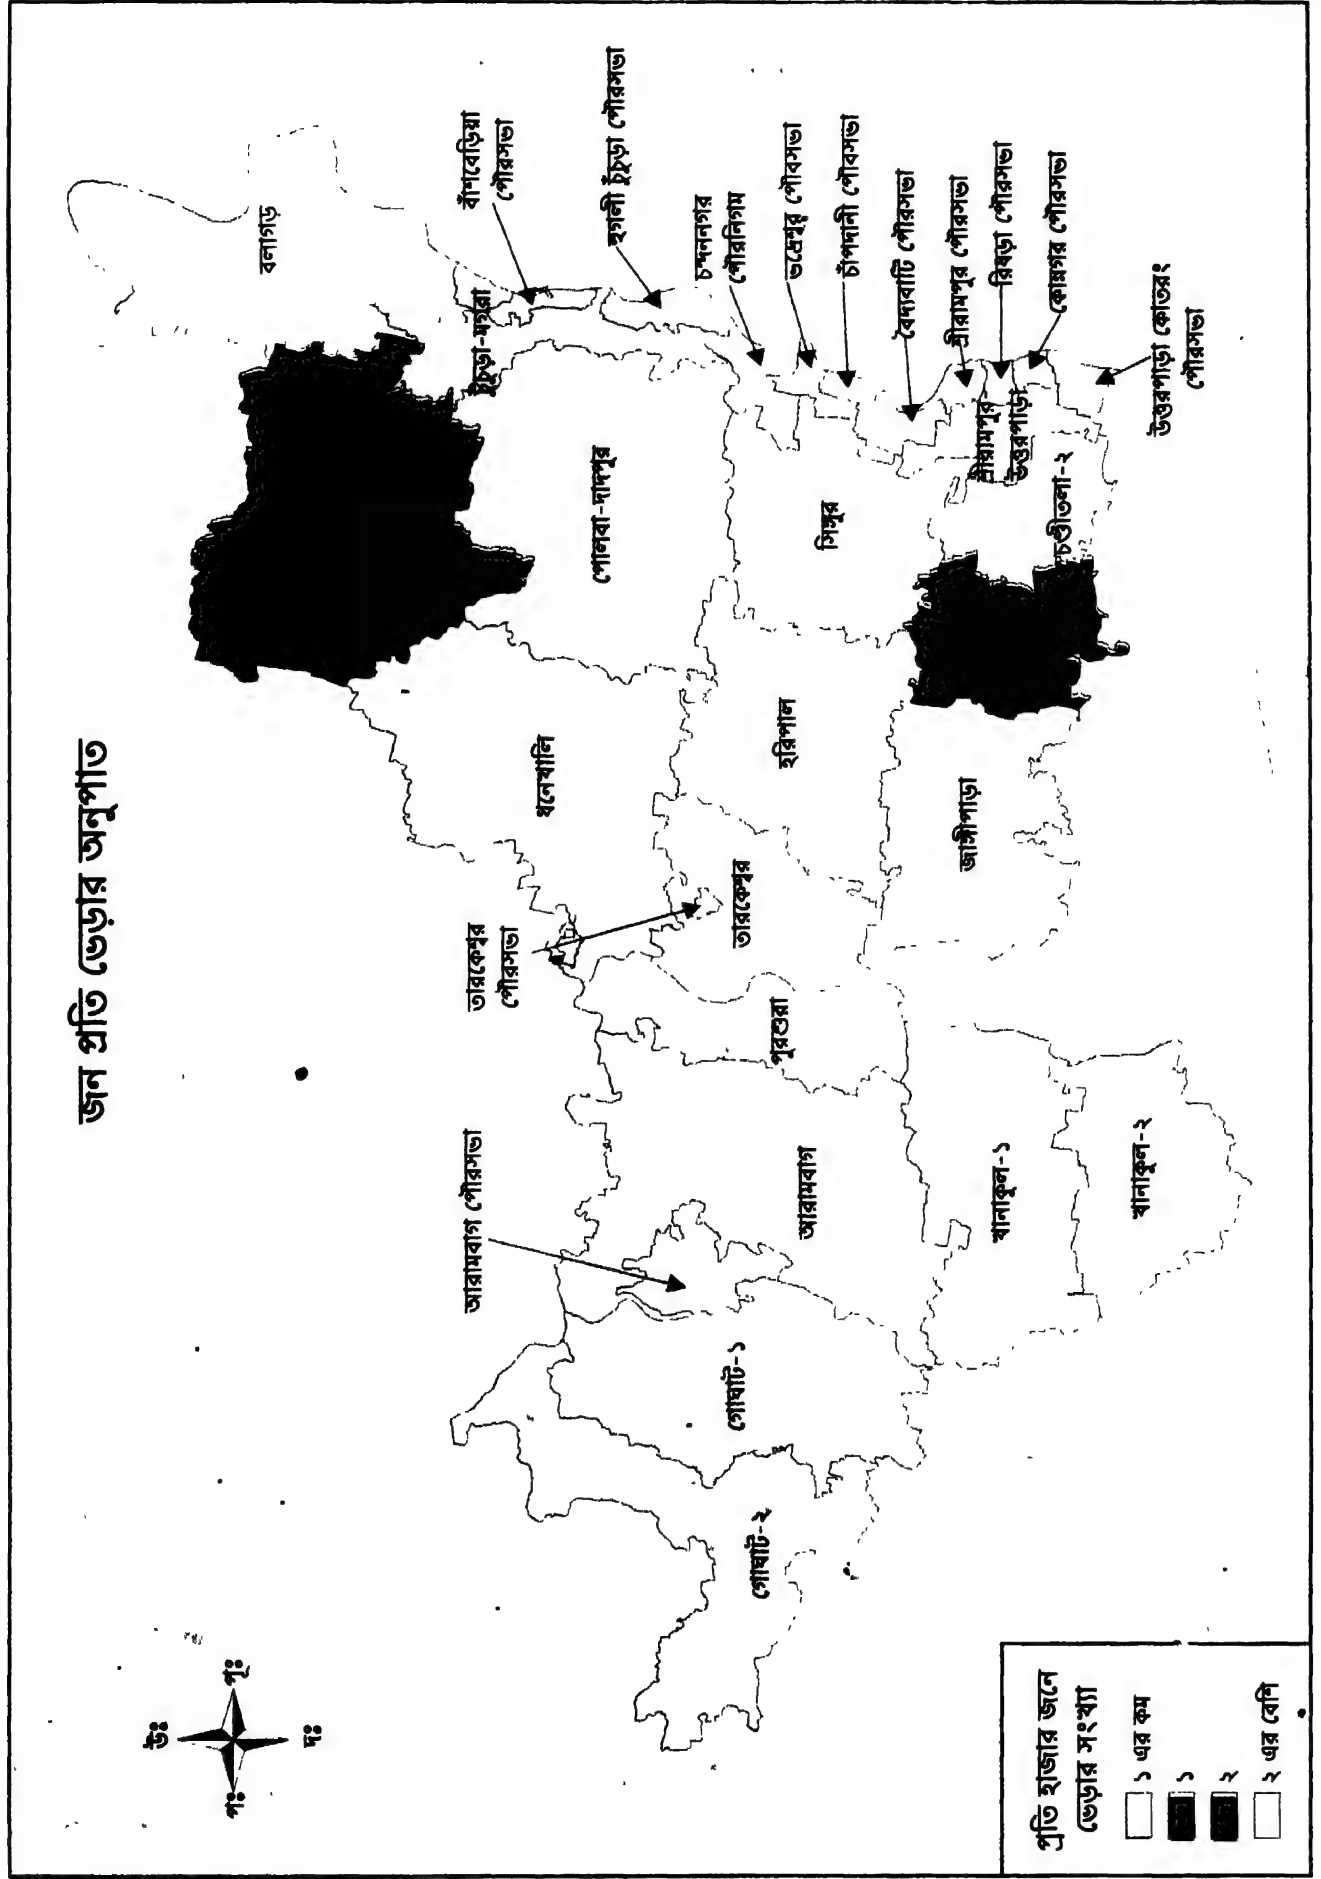 জন প্রতি ভেড়ার অনুপাত
উঃ
পঃ
পূঃ
দঃ
বলাগড়
বাঁশবেড়িয়া
পৌরসভা
হুগলী চুঁচুড়া পৌরসভা
চুঁচুড়া-মগরা
চন্দননগর
পৌরনিগম
ভদ্রেশ্বর পৌবসভা
চাঁপদানী পৌবসভা
বৈদ্যবাটি পৌরসভা
শ্রীরামপুর পৌরসভা
রিষড়া পৌরসভা
কোন্নগর পৌরসভা
উত্তরপাড়া কোতরং
পৌরসভা
পোলবা-দাদপুর
সিঙ্গুর
শ্রীরামপুর-
উত্তরপাড়া
চণ্ডীতলা-২
ধনেখালি
হরিপাল
জাঙ্গীপাড়া
তারকেশ্বর
পৌরসভা
তারকেশ্বর
পুরশুরা
আরামবাগ পৌরসভা
আরামবাগ
খানাকুল-১
খানাকুল-২
গোঘাট-১
গোঘাট-২
প্রতি হাজার জনে
ভেড়ার সংখ্যা
১ এর কম
১
২
২ এর বেশি